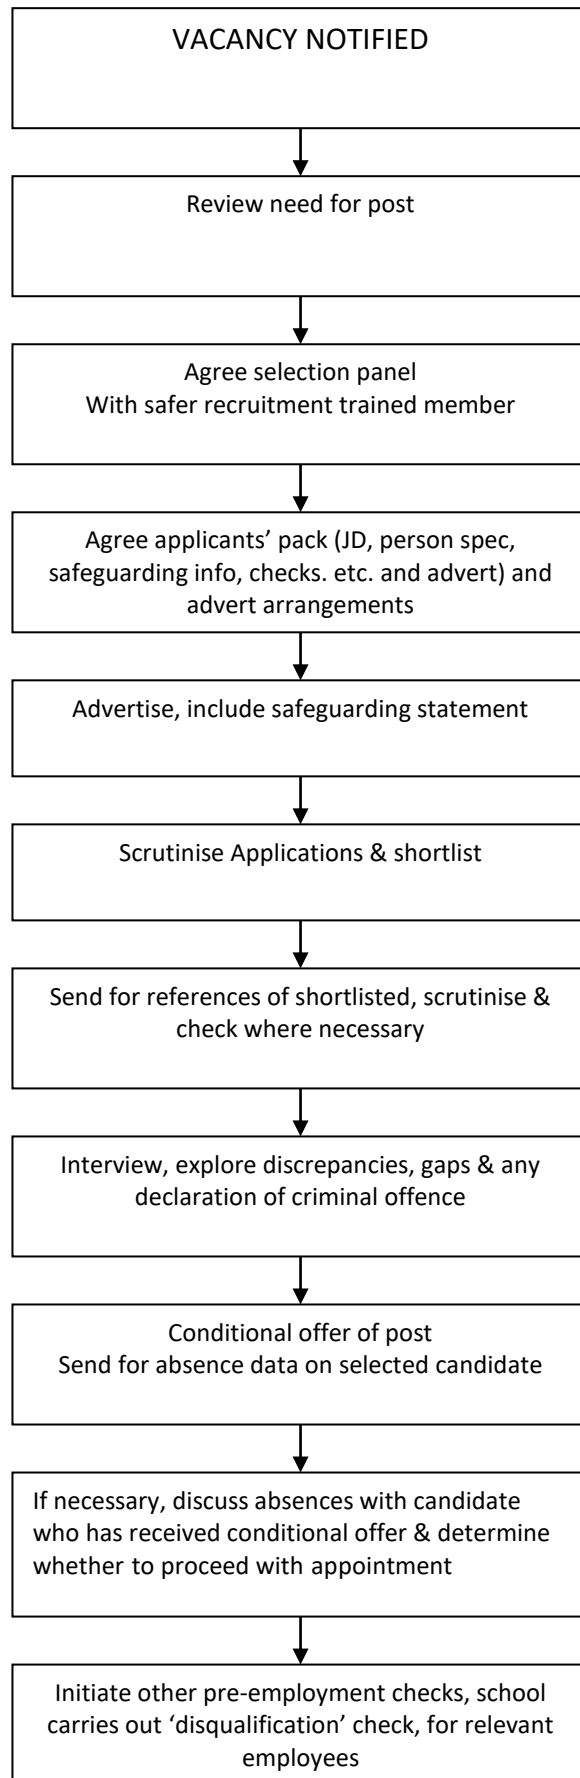 VACANCY NOTIFIED
Review need for post
Agree selection panel
With safer recruitment trained member
Agree applicants’ pack (JD, person spec,
safeguarding info, checks. etc. and advert) and
advert arrangements
Advertise, include safeguarding statement
Scrutinise Applications & shortlist
Send for references of shortlisted, scrutinise &
check where necessary
Interview, explore discrepancies, gaps & any
declaration of criminal offence
Conditional offer of post
Send for absence data on selected candidate
If necessary, discuss absences with candidate
who has received conditional offer & determine
whether to proceed with appointment
Initiate other pre-employment checks, school
carries out ‘disqualification’ check, for relevant
employees